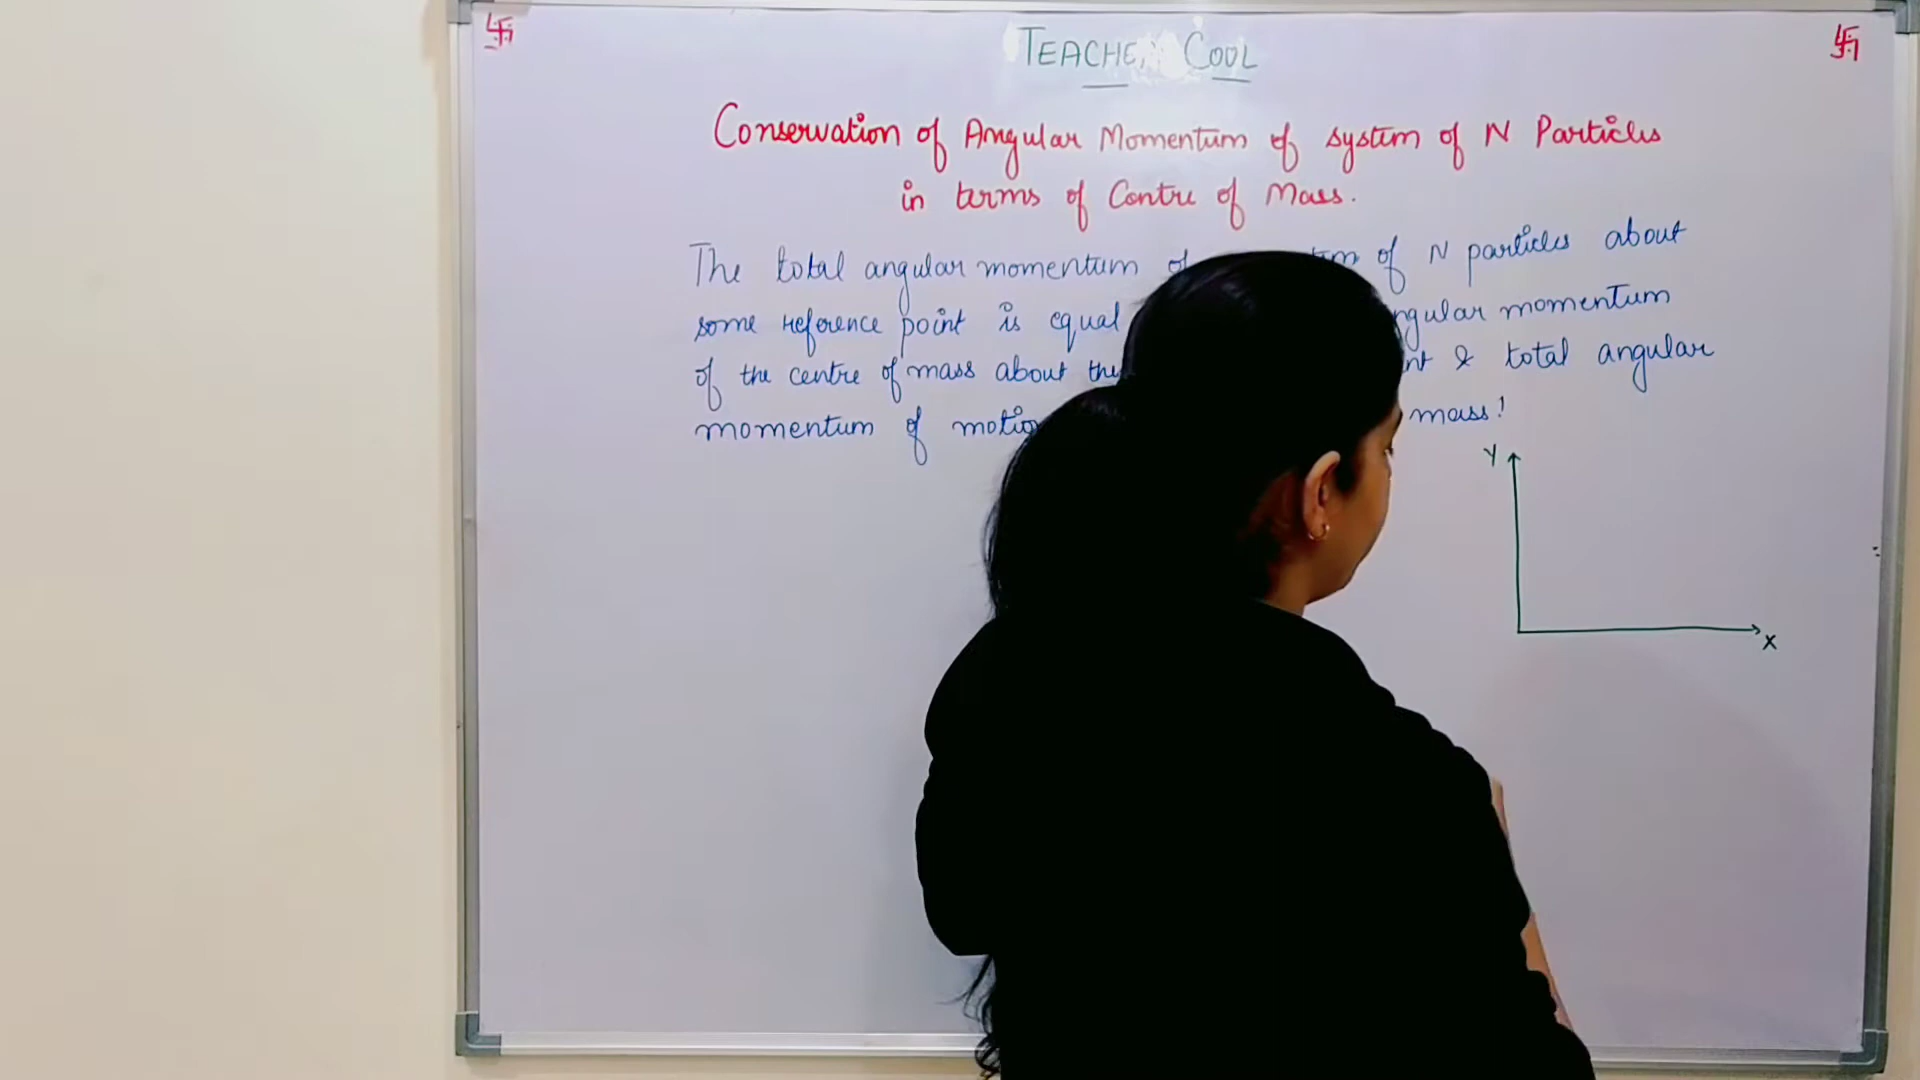 TEACHER COOL
Conservation of Angular Momentum of system of N Particles
in terms of Centre of Mass.
The total angular momentum of N particles about
some reference point is equal angular momentum
of the centre of mass about the & total angular
momentum of mass!
Y
X